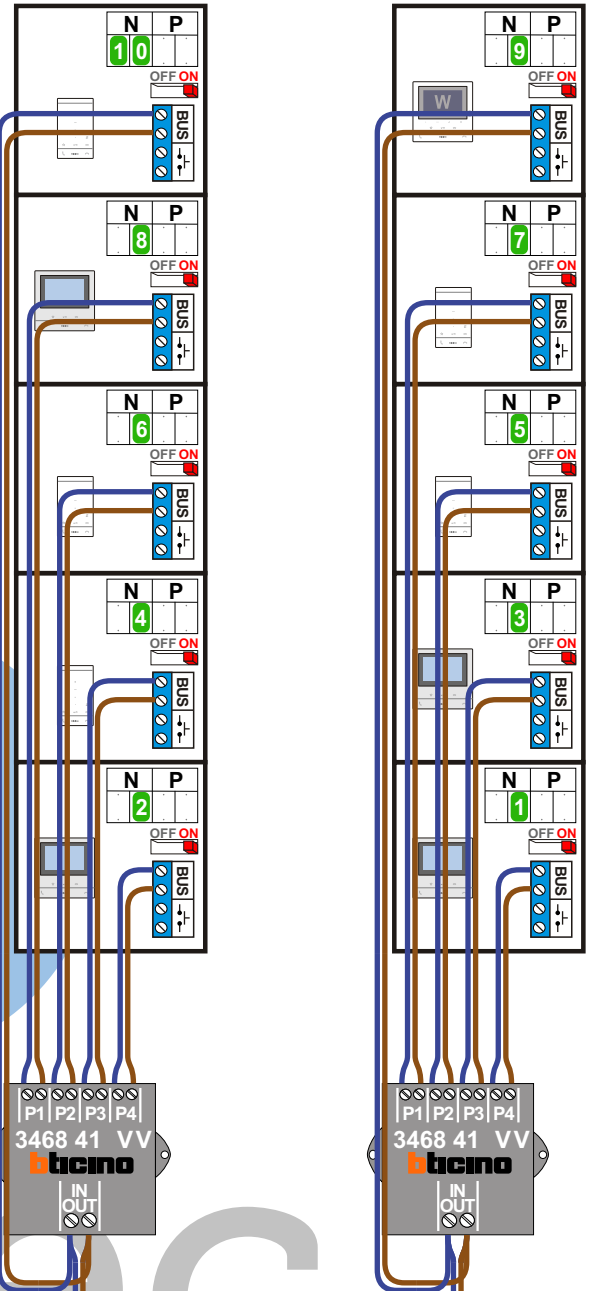 N P
10
OFF ON
BUS
N P
8
OFF ON
BUS
N P
6
OFF ON
BUS
N P
4
OFF ON
BUS
N P
2
OFF ON
BUS
P1 P2 P3 P4
3468 41 VV
bticino
IN
OUT
N P
9
OFF ON
W
BUS
N P
7
OFF ON
BUS
N P
5
OFF ON
BUS
N P
3
OFF ON
BUS
N P
1
OFF ON
BUS
P1 P2 P3 P4
3468 41 VV
bticino
IN
OUT